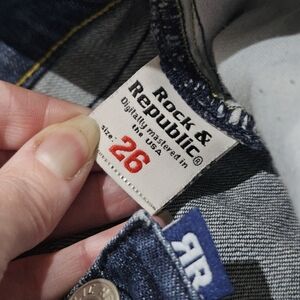 Rock &
Republic®
Digitally mastered in
the USA
size: 26
RR